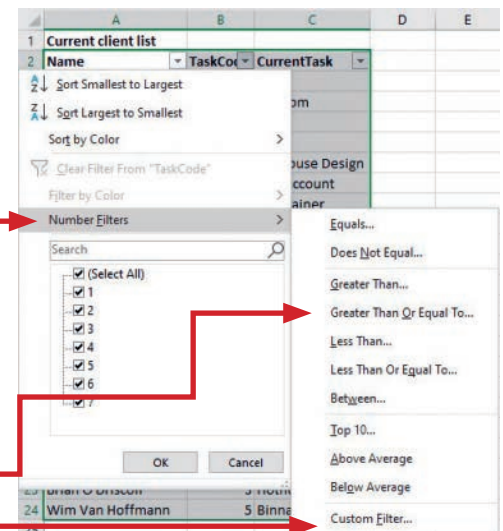 A B C D E
1 Current client list
2 Name TaskCo CurrentTask
Sort Smallest to Largest
Sort Largest to Smallest
om
Sort by Color
Clear Filter From "TaskCode"
ouse Design
Filter by Color
ccount
ainer
Number Filters
Search
(Select All)
1
2
3
4
5
6
7
OK Cancel
Equals...
Does Not Equal...
Greater Than...
Greater Than Or Equal To...
Less Than...
Less Than Or Equal To...
Between...
Top 10...
Above Average
Below Average
Custom Filter...
24 Wim Van Hoffmann 5 Binna